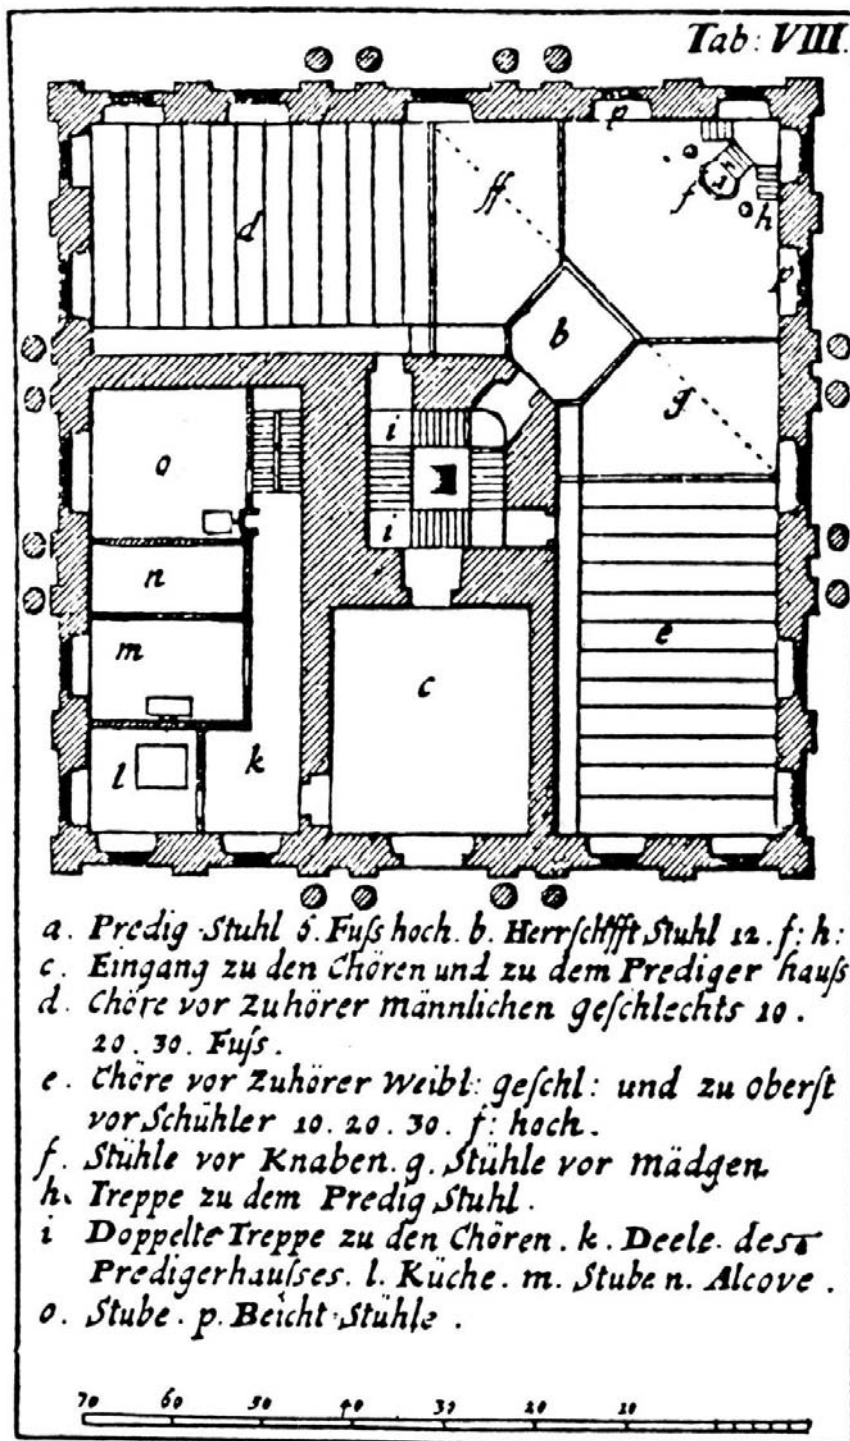 Tab: VIII.
p
ff
d
f
a
h
p
b
g
i
o
n
i
e
m
c
l
k
a. Predig-Stuhl 6. Fuſs hoch. b. Herrſchfft Stuhl 12. f: h:
c. Eingang zu den Chören und zu dem Prediger hauſs
d. Chöre vor Zuhörer männlichen geſchlechts 10.
20. 30. Fuſs.
e. Chöre vor Zuhörer Weibl: geſchl: und zu oberſt
vor Schühler 10. 20. 30. f: hoch.
f. Stühle vor Knaben. g. Stühle vor mädgen
h. Treppe zu dem Predig Stuhl.
i Doppelte Treppe zu den Chören. k. Deele des
Predigerhauſses. l. Küche. m. Stube n. Alcove.
o. Stube. p. Beicht-Stühle.
70 60 50 40 30 20 10